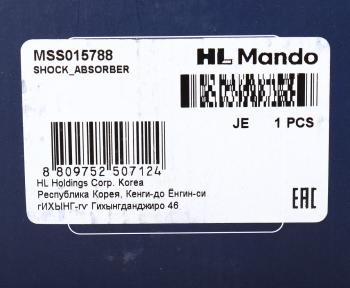 MSS015788
SHOCK_ABSORBER
HL Mando
JE 1 PCS
8 809752 507124
HL Holdings Corp. Korea
Республика Корея, Кенги-до Ёнгин-си
гИХЫНГ-гу Гихынгданджиро 46
EAC